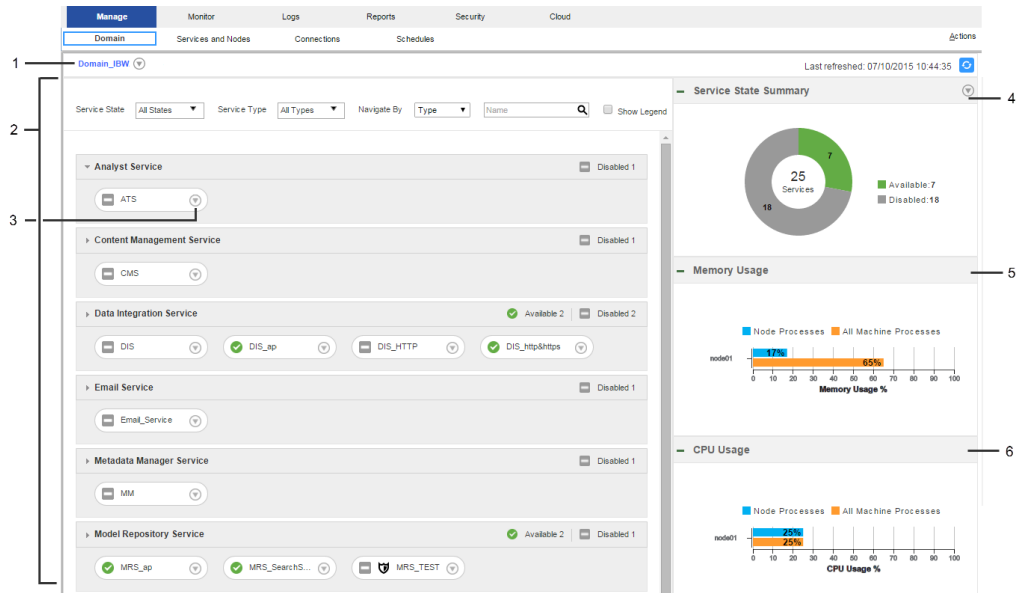 Manage Monitor Logs Reports Security Cloud
Domain Services and Nodes Connections Schedules Actions
1 Domain_IBW Last refreshed: 07/10/2015 10:44:35
2
Service State All States Service Type All Types Navigate By Type Name Show Legend
Analyst Service Disabled 1
ATS
3
Content Management Service Disabled 1
CMS
Data Integration Service Available 2 Disabled 2
DIS DIS_ap DIS_HTTP DIS_http&https
Email Service Disabled 1
Email_Service
Metadata Manager Service Disabled 1
MM
Model Repository Service Available 2 Disabled 1
MRS_ap MRS_SearchS... MRS_TEST
Service State Summary 4
7
25
Services
18
Available:7
Disabled:18
Memory Usage 5
Node Processes All Machine Processes
node01
17%
65%
0 10 20 30 40 50 60 70 80 90 100
Memory Usage %
CPU Usage 6
Node Processes All Machine Processes
node01
25%
25%
0 10 20 30 40 50 60 70 80 90 100
CPU Usage %